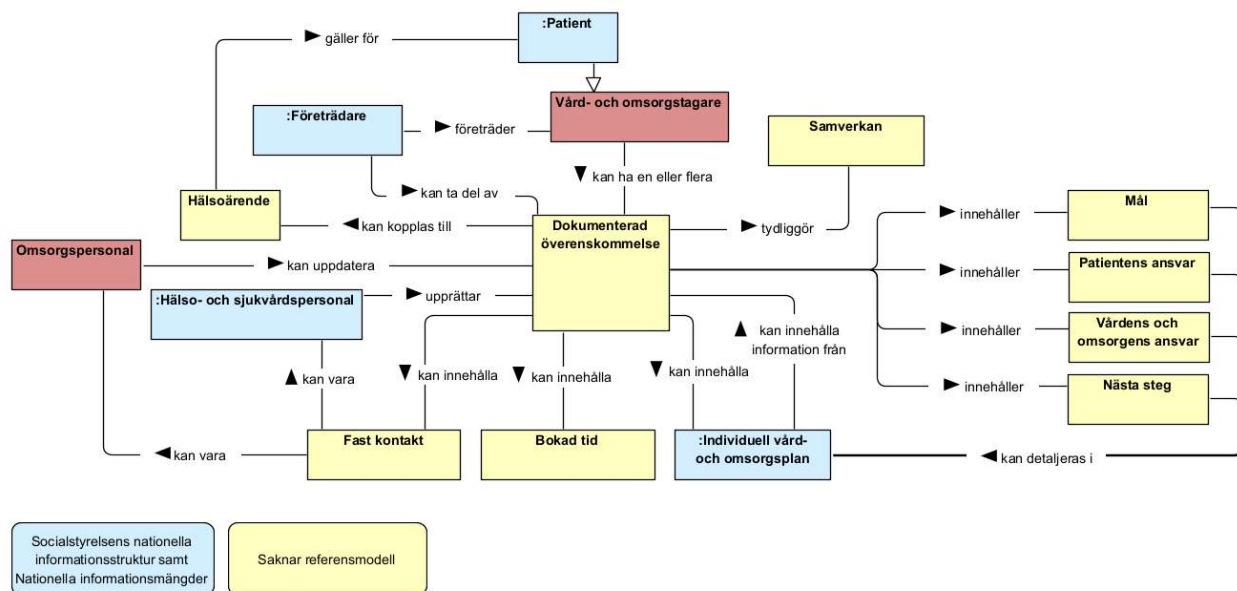 :Patient
gäller för
Vård- och omsorgstagare
:Företrädare
företräder
Samverkan
kan ha en eller flera
kan ta del av
Hälsoärende
kan kopplas till
Dokumenterad
överenskommelse
tydliggör
innehåller
Mål
Omsorgspersonal
kan uppdatera
innehåller
Patientens ansvar
:Hälso- och sjukvårdspersonal
upprättar
innehåller
Vårdens och
omsorgens ansvar
kan innehålla
information från
kan vara
kan innehålla
kan innehålla
kan innehålla
innehåller
Nästa steg
kan vara
Fast kontakt
Bokad tid
:Individuell vård-
och omsorgsplan
kan detaljeras i
Socialstyrelsens nationella
informationsstruktur samt
Nationella informationsmängder
Saknar referensmodell